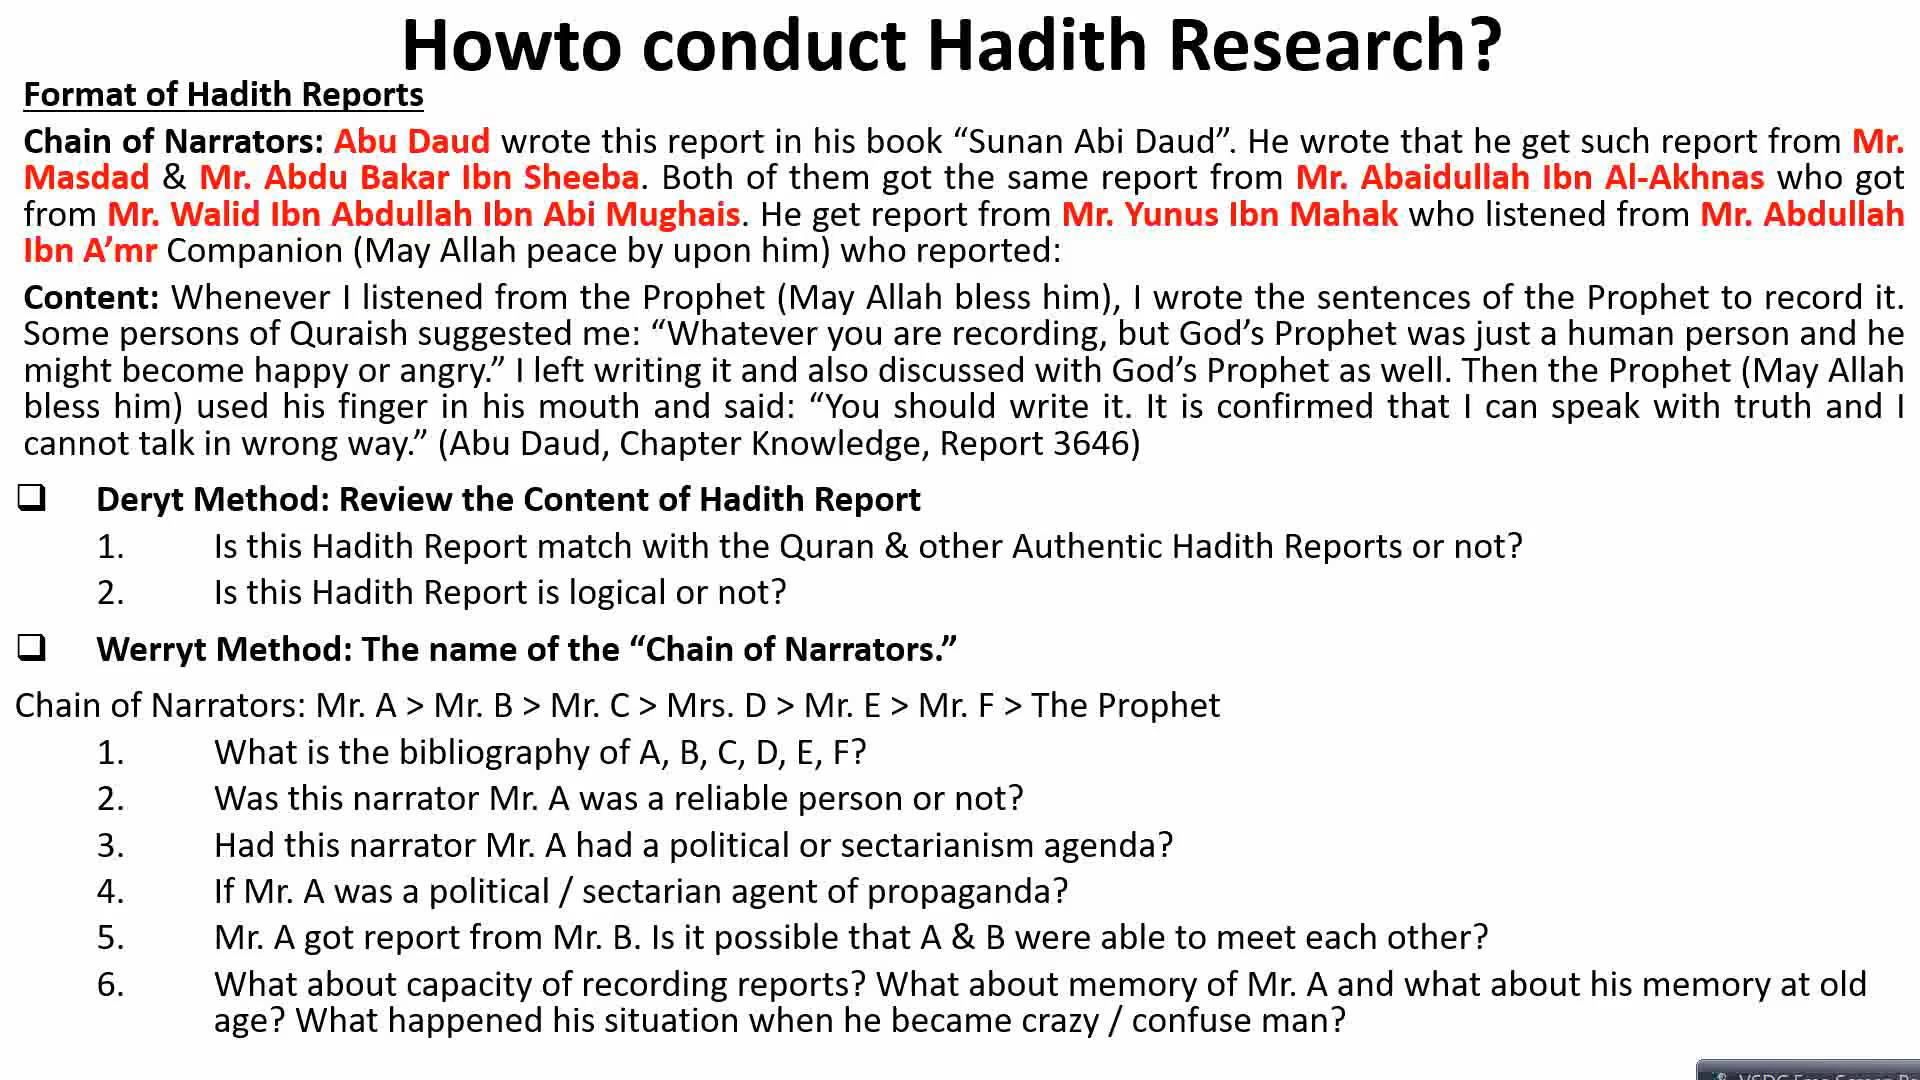 Howto conduct Hadith Research?
Format of Hadith Reports
Chain of Narrators: Abu Daud wrote this report in his book “Sunan Abi Daud”. He wrote that he get such report from Mr.
Masdad & Mr. Abdu Bakar Ibn Sheeba. Both of them got the same report from Mr. Abaidullah Ibn Al-Akhnas who got
from Mr. Walid Ibn Abdullah Ibn Abi Mughais. He get report from Mr. Yunus Ibn Mahak who listened from Mr. Abdullah
Ibn A’mr Companion (May Allah peace by upon him) who reported:
Content: Whenever I listened from the Prophet (May Allah bless him), I wrote the sentences of the Prophet to record it.
Some persons of Quraish suggested me: “Whatever you are recording, but God’s Prophet was just a human person and he
might become happy or angry.” I left writing it and also discussed with God’s Prophet as well. Then the Prophet (May Allah
bless him) used his finger in his mouth and said: “You should write it. It is confirmed that I can speak with truth and I
cannot talk in wrong way.” (Abu Daud, Chapter Knowledge, Report 3646)
❑ Deryt Method: Review the Content of Hadith Report
1. Is this Hadith Report match with the Quran & other Authentic Hadith Reports or not?
2. Is this Hadith Report is logical or not?
❑ Werryt Method: The name of the “Chain of Narrators.”
Chain of Narrators: Mr. A > Mr. B > Mr. C > Mrs. D > Mr. E > Mr. F > The Prophet
1. What is the bibliography of A, B, C, D, E, F?
2. Was this narrator Mr. A was a reliable person or not?
3. Had this narrator Mr. A had a political or sectarianism agenda?
4. If Mr. A was a political / sectarian agent of propaganda?
5. Mr. A got report from Mr. B. Is it possible that A & B were able to meet each other?
6. What about capacity of recording reports? What about memory of Mr. A and what about his memory at old
age? What happened his situation when he became crazy / confuse man?